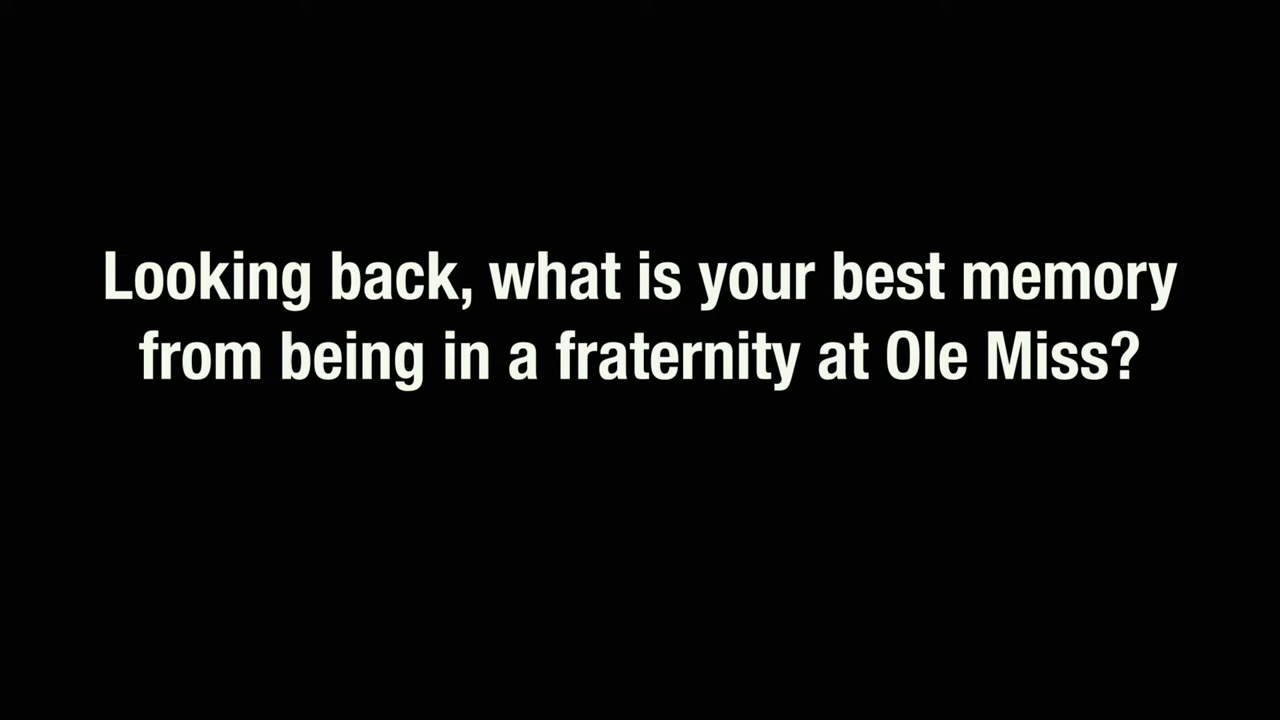 Looking back, what is your best memory
from being in a fraternity at Ole Miss?